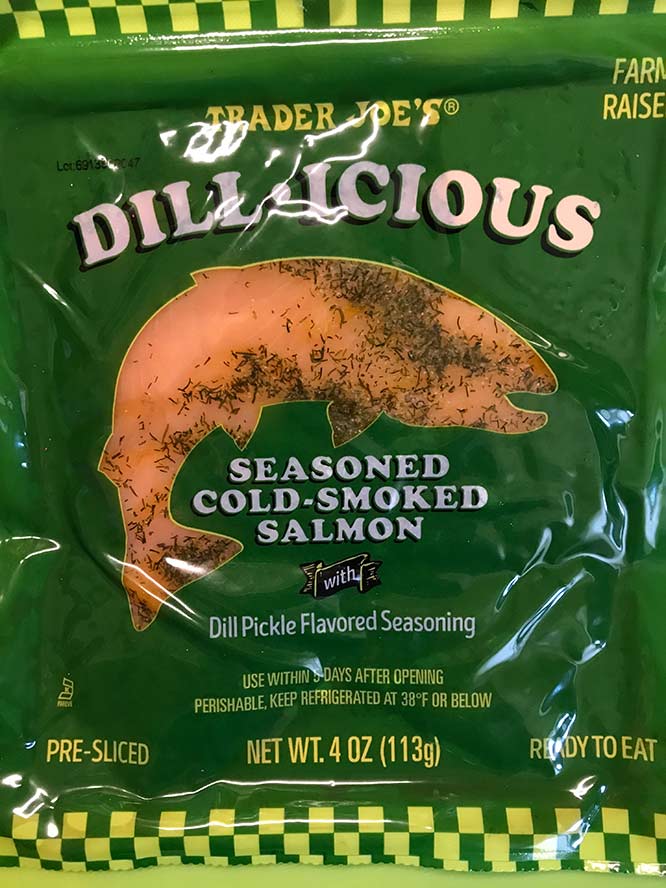 FARM
RAISE
TRADER JOE'S®
DILL-ICIOUS
SEASONED
COLD-SMOKED
SALMON
with
Dill Pickle Flavored Seasoning
USE WITHIN DAYS AFTER OPENING
PERISHABLE, KEEP REFRIGERATED AT 38°F OR BELOW
PRE-SLICED
NET WT. 4 OZ (113g)
READY TO EAT